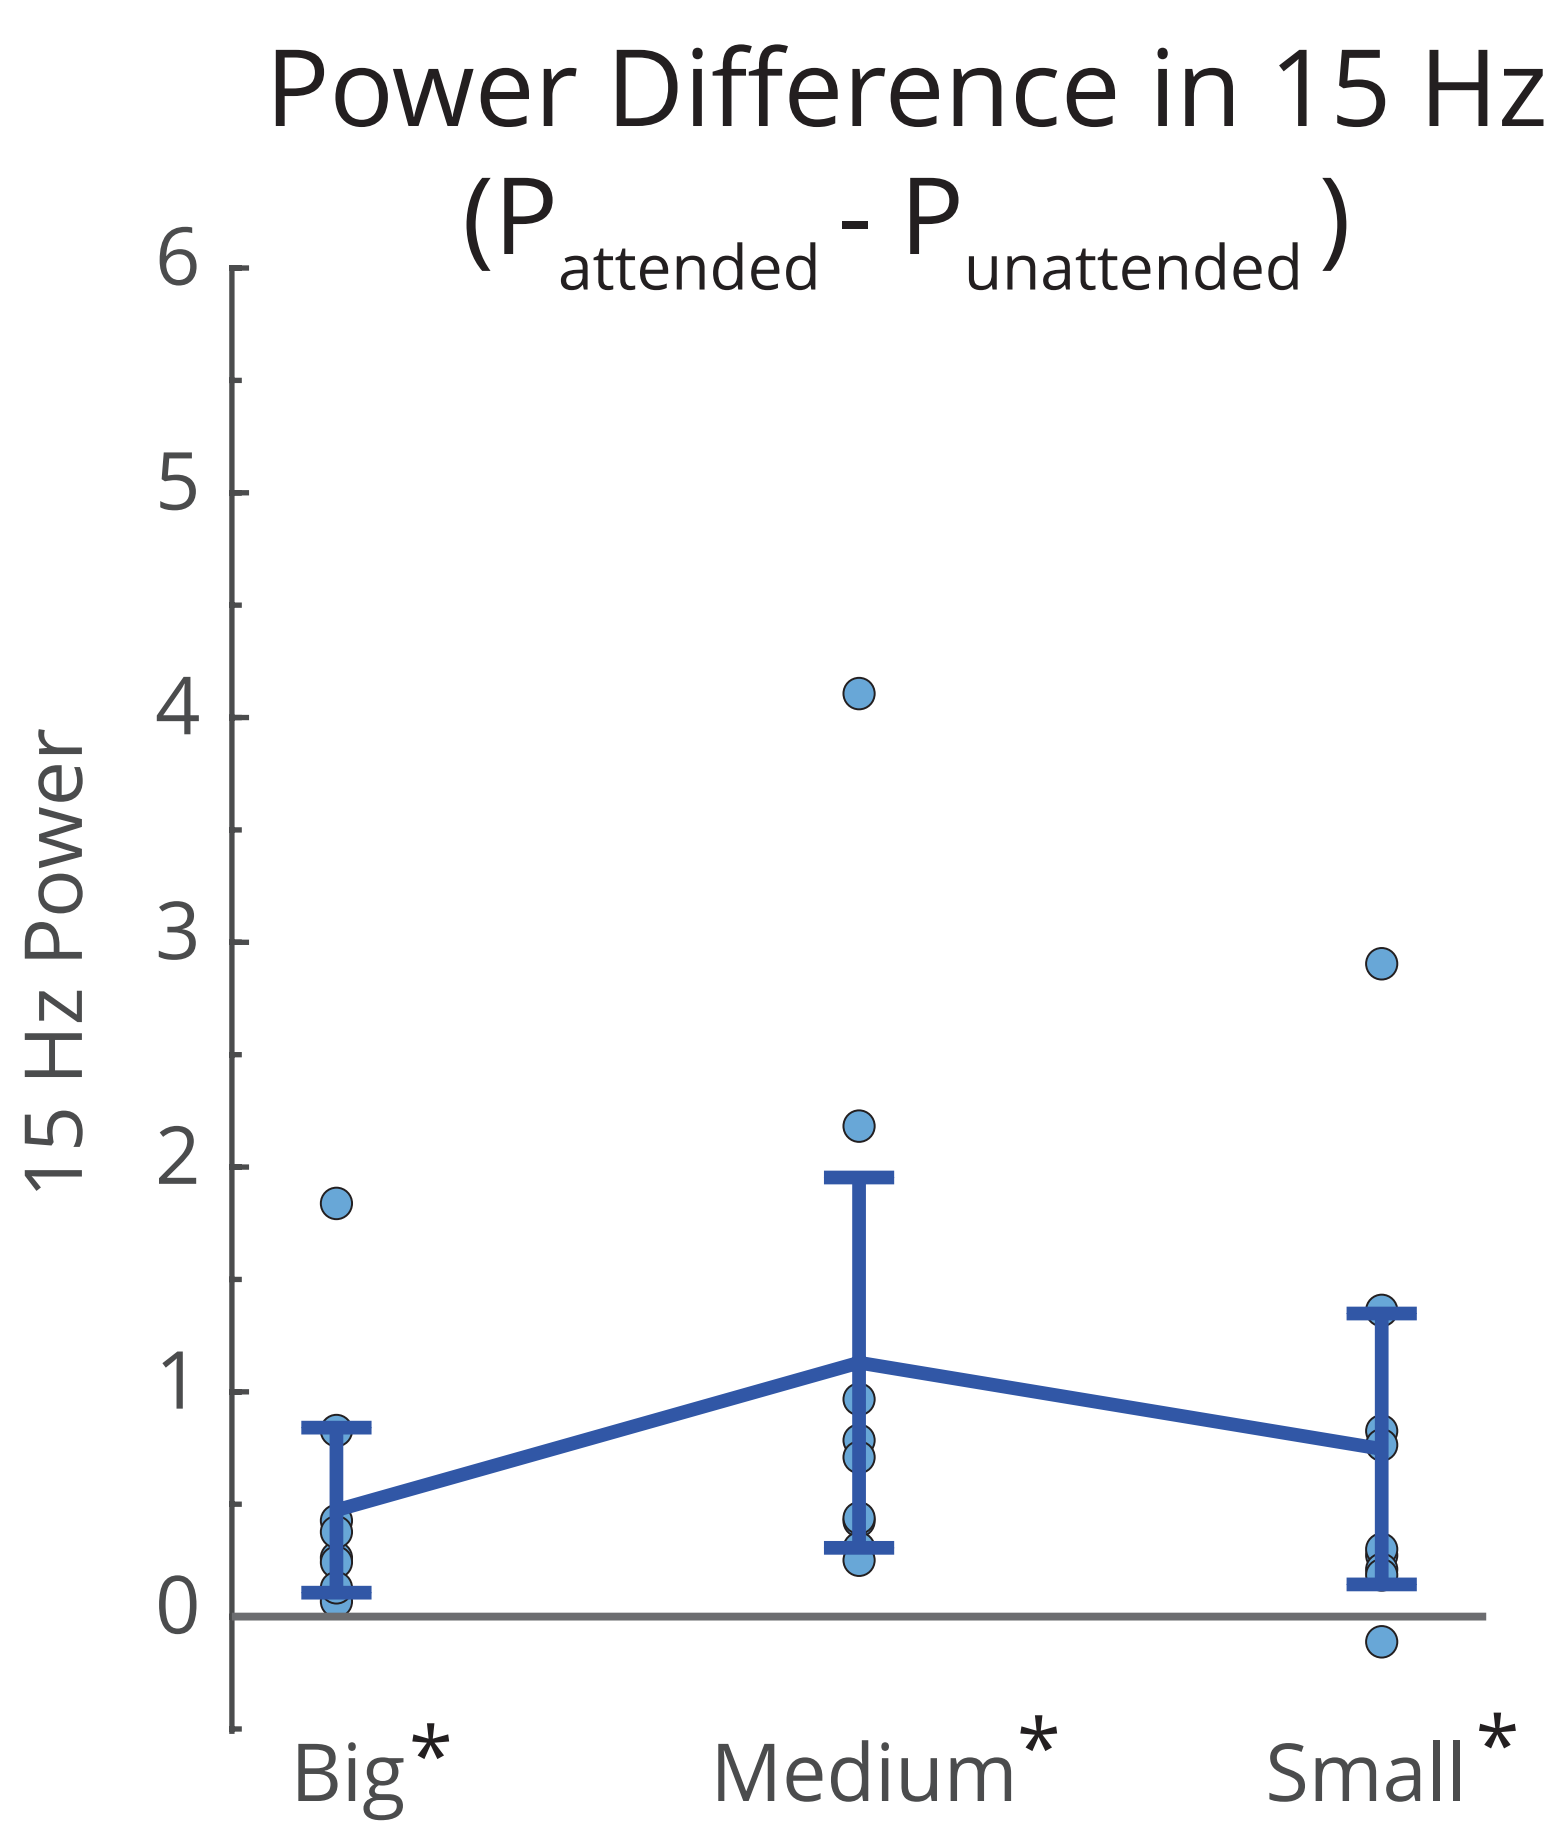 Power Difference in 15 Hz
(Pattended - Punattended)
6
5
4
3
2
1
0
15 Hz Power
Big*
Medium*
Small*